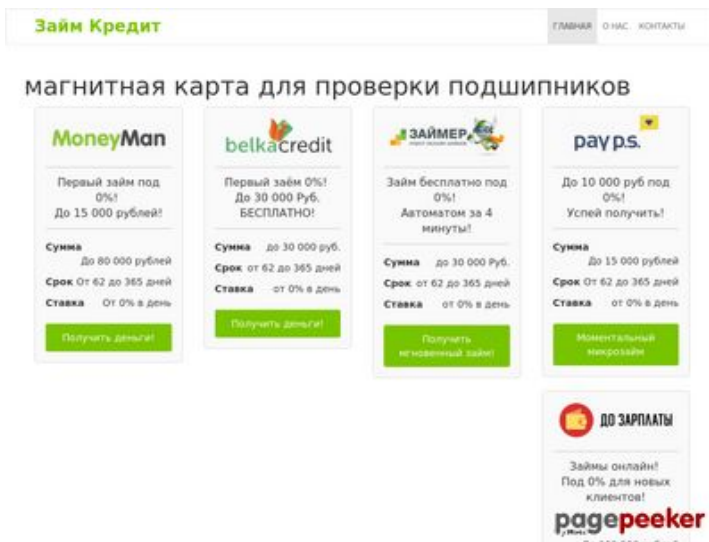 Займ Кредит
ГЛАВНАЯ О НАС КОНТАКТЫ
магнитная карта для проверки подшипников
MoneyMan
Первый займ под
0%!
До 15 000 рублей!
Сумма
До 80 000 рублей
Срок От 62 до 365 дней
Ставка От 0% в день
Получить деньги!
belkacredit
Первый заём 0%!
До 30 000 Руб.
БЕСПЛАТНО!
Сумма до 30 000 руб.
Срок от 62 до 365 дней
Ставка от 0% в день
Получить деньги!
ЗАЙМЕР
Займ бесплатно под
0%!
Автоматом за 4
минуты!
Сумма до 30 000 Руб.
Срок от 62 до 365 дней
Ставка от 0% в день
Получить
мгновенный займ!
pay p.s.
До 10 000 руб под
0%!
Успей получить!
Сумма
До 15 000 рублей
Срок От 62 до 365 дней
Ставка от 0% в день
Моментальный
микрозайм
ДО ЗАРПЛАТЫ
Займы онлайн!
Под 0% для новых
клиентов!
pagepeeker